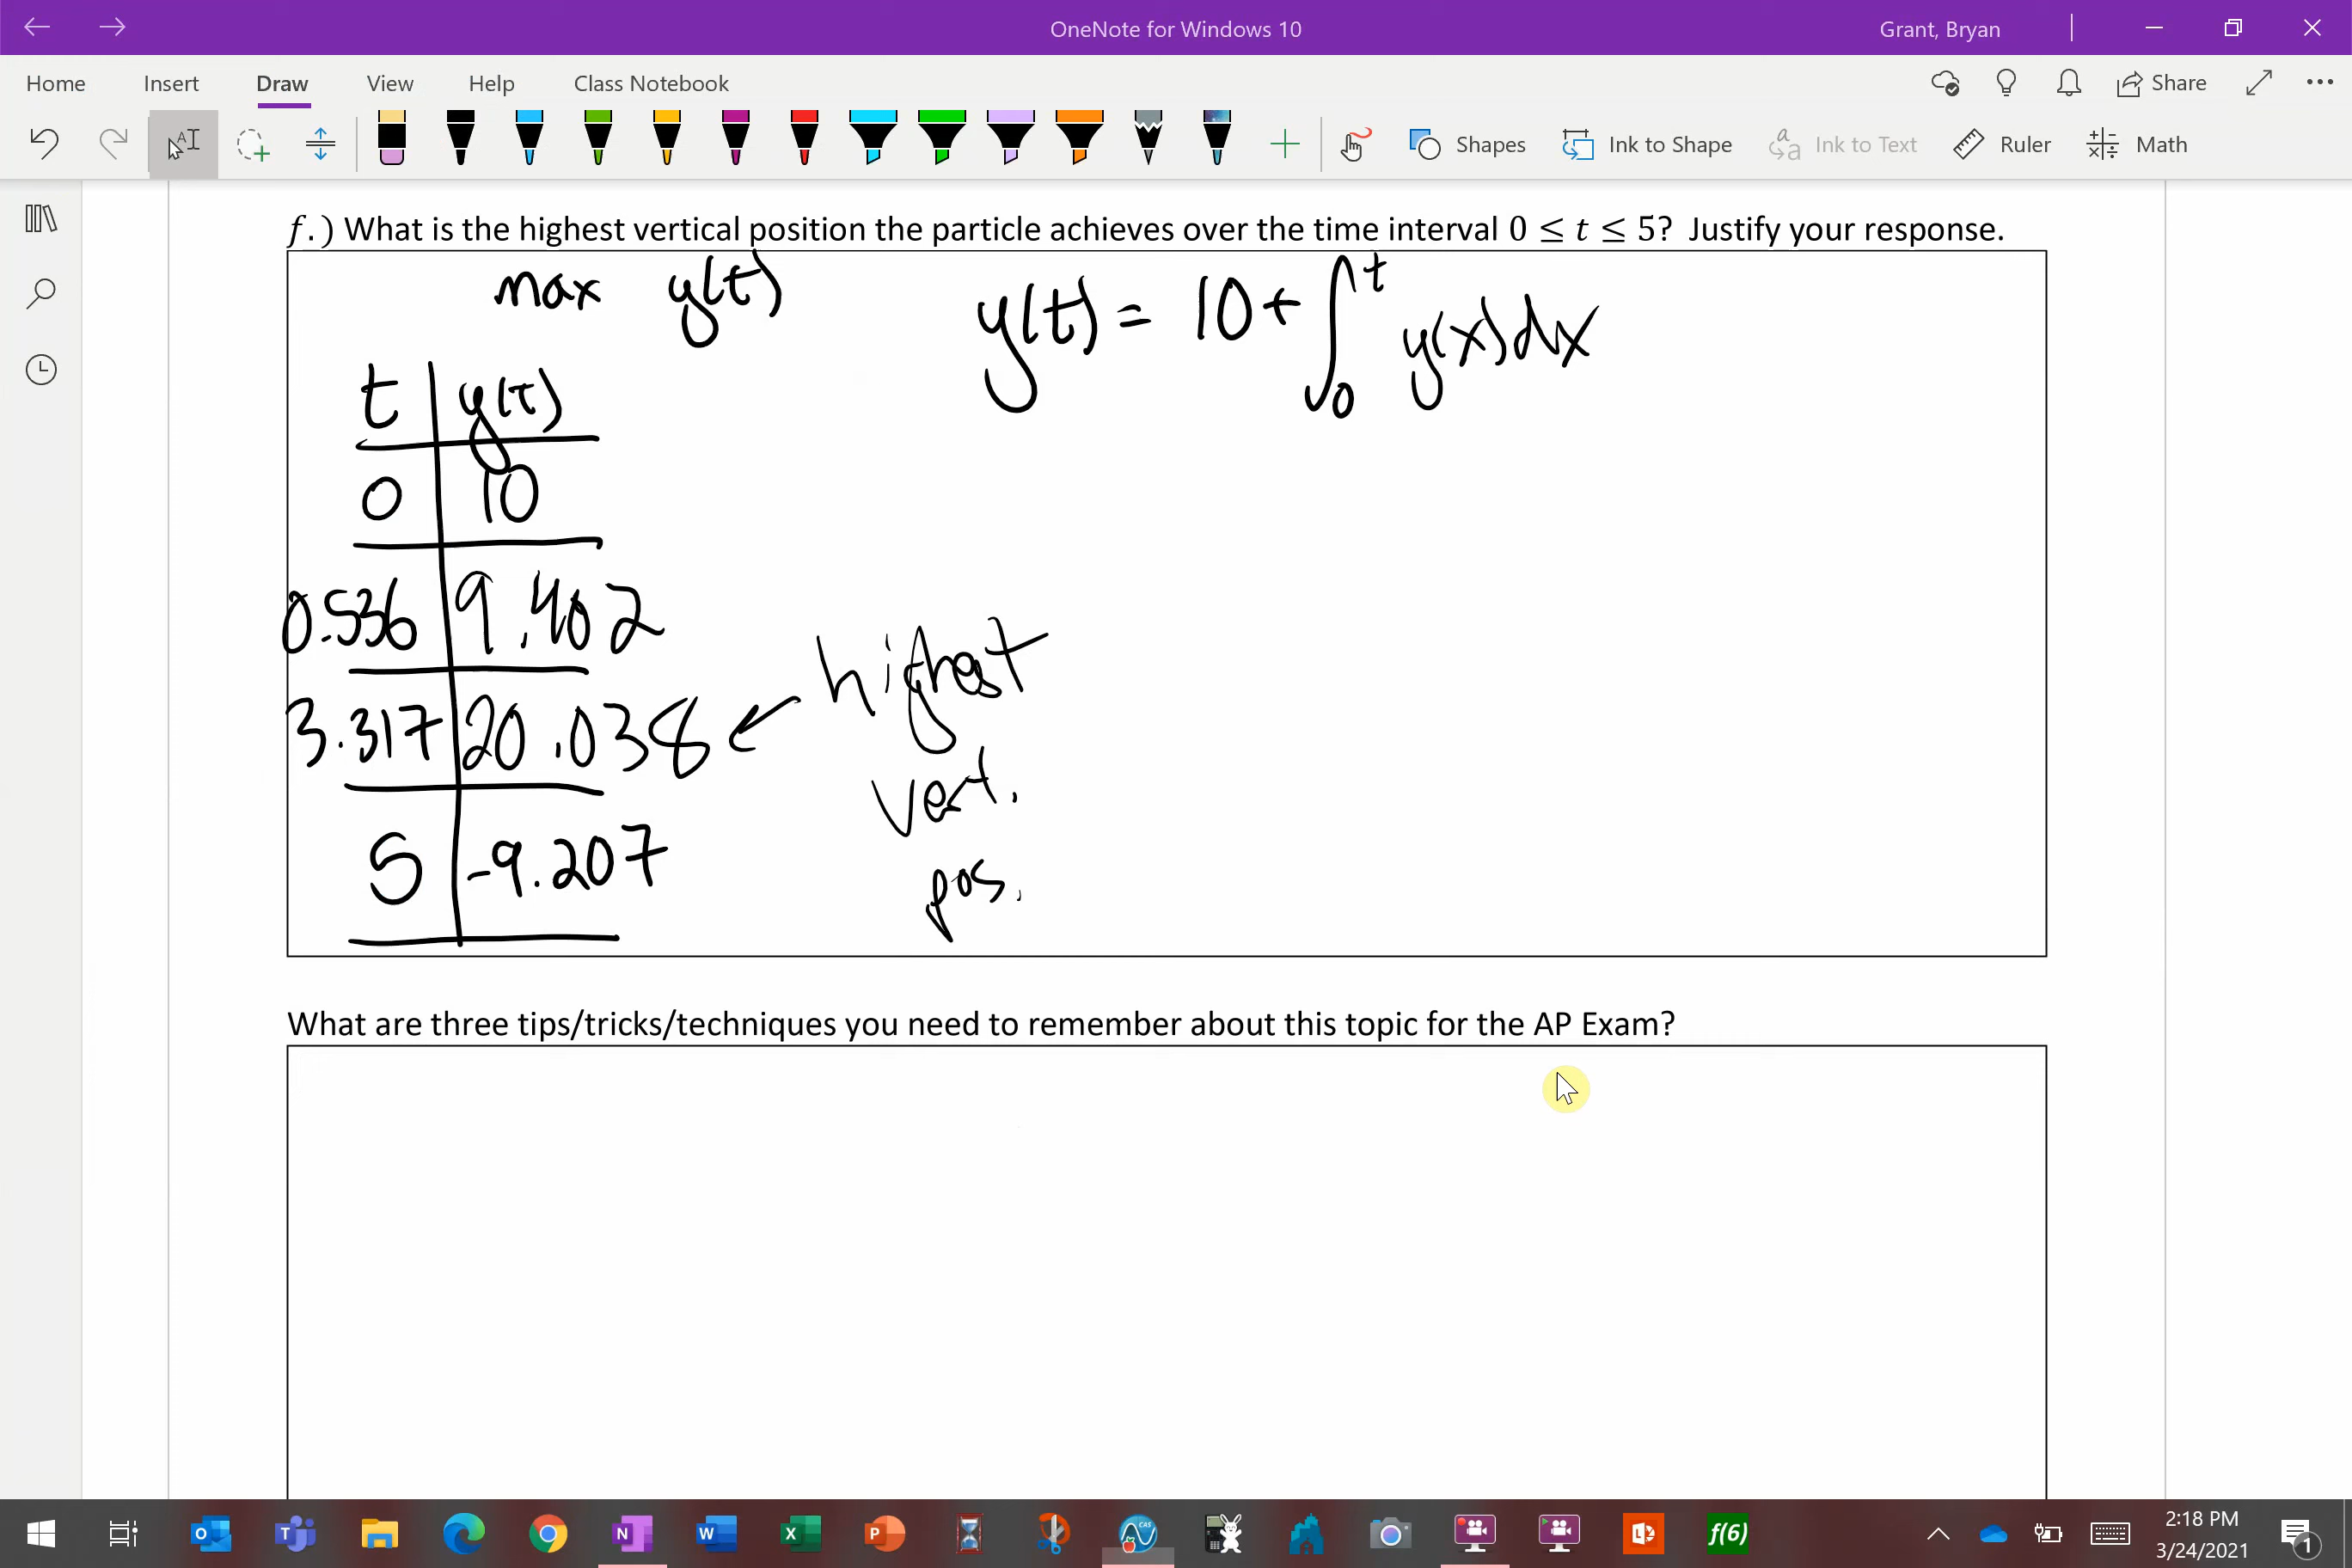 OneNote for Windows 10
Grant, Bryan
Home Insert Draw View Help Class Notebook
Share
Shapes Ink to Shape Ink to Text Ruler Math
f.) What is the highest vertical position the particle achieves over the time interval 0 ≤ t ≤ 5? Justify your response.
max y(t)
y(t) = 10 + ∫₀ᵗ y(x)dx
t | y(t)
0 | 10
0.536 | 9.402
3.317 | 20.038 ← highest
vert.
pos.
5 | -9.207
What are three tips/tricks/techniques you need to remember about this topic for the AP Exam?
f(6)
2:18 PM
3/24/2021
1